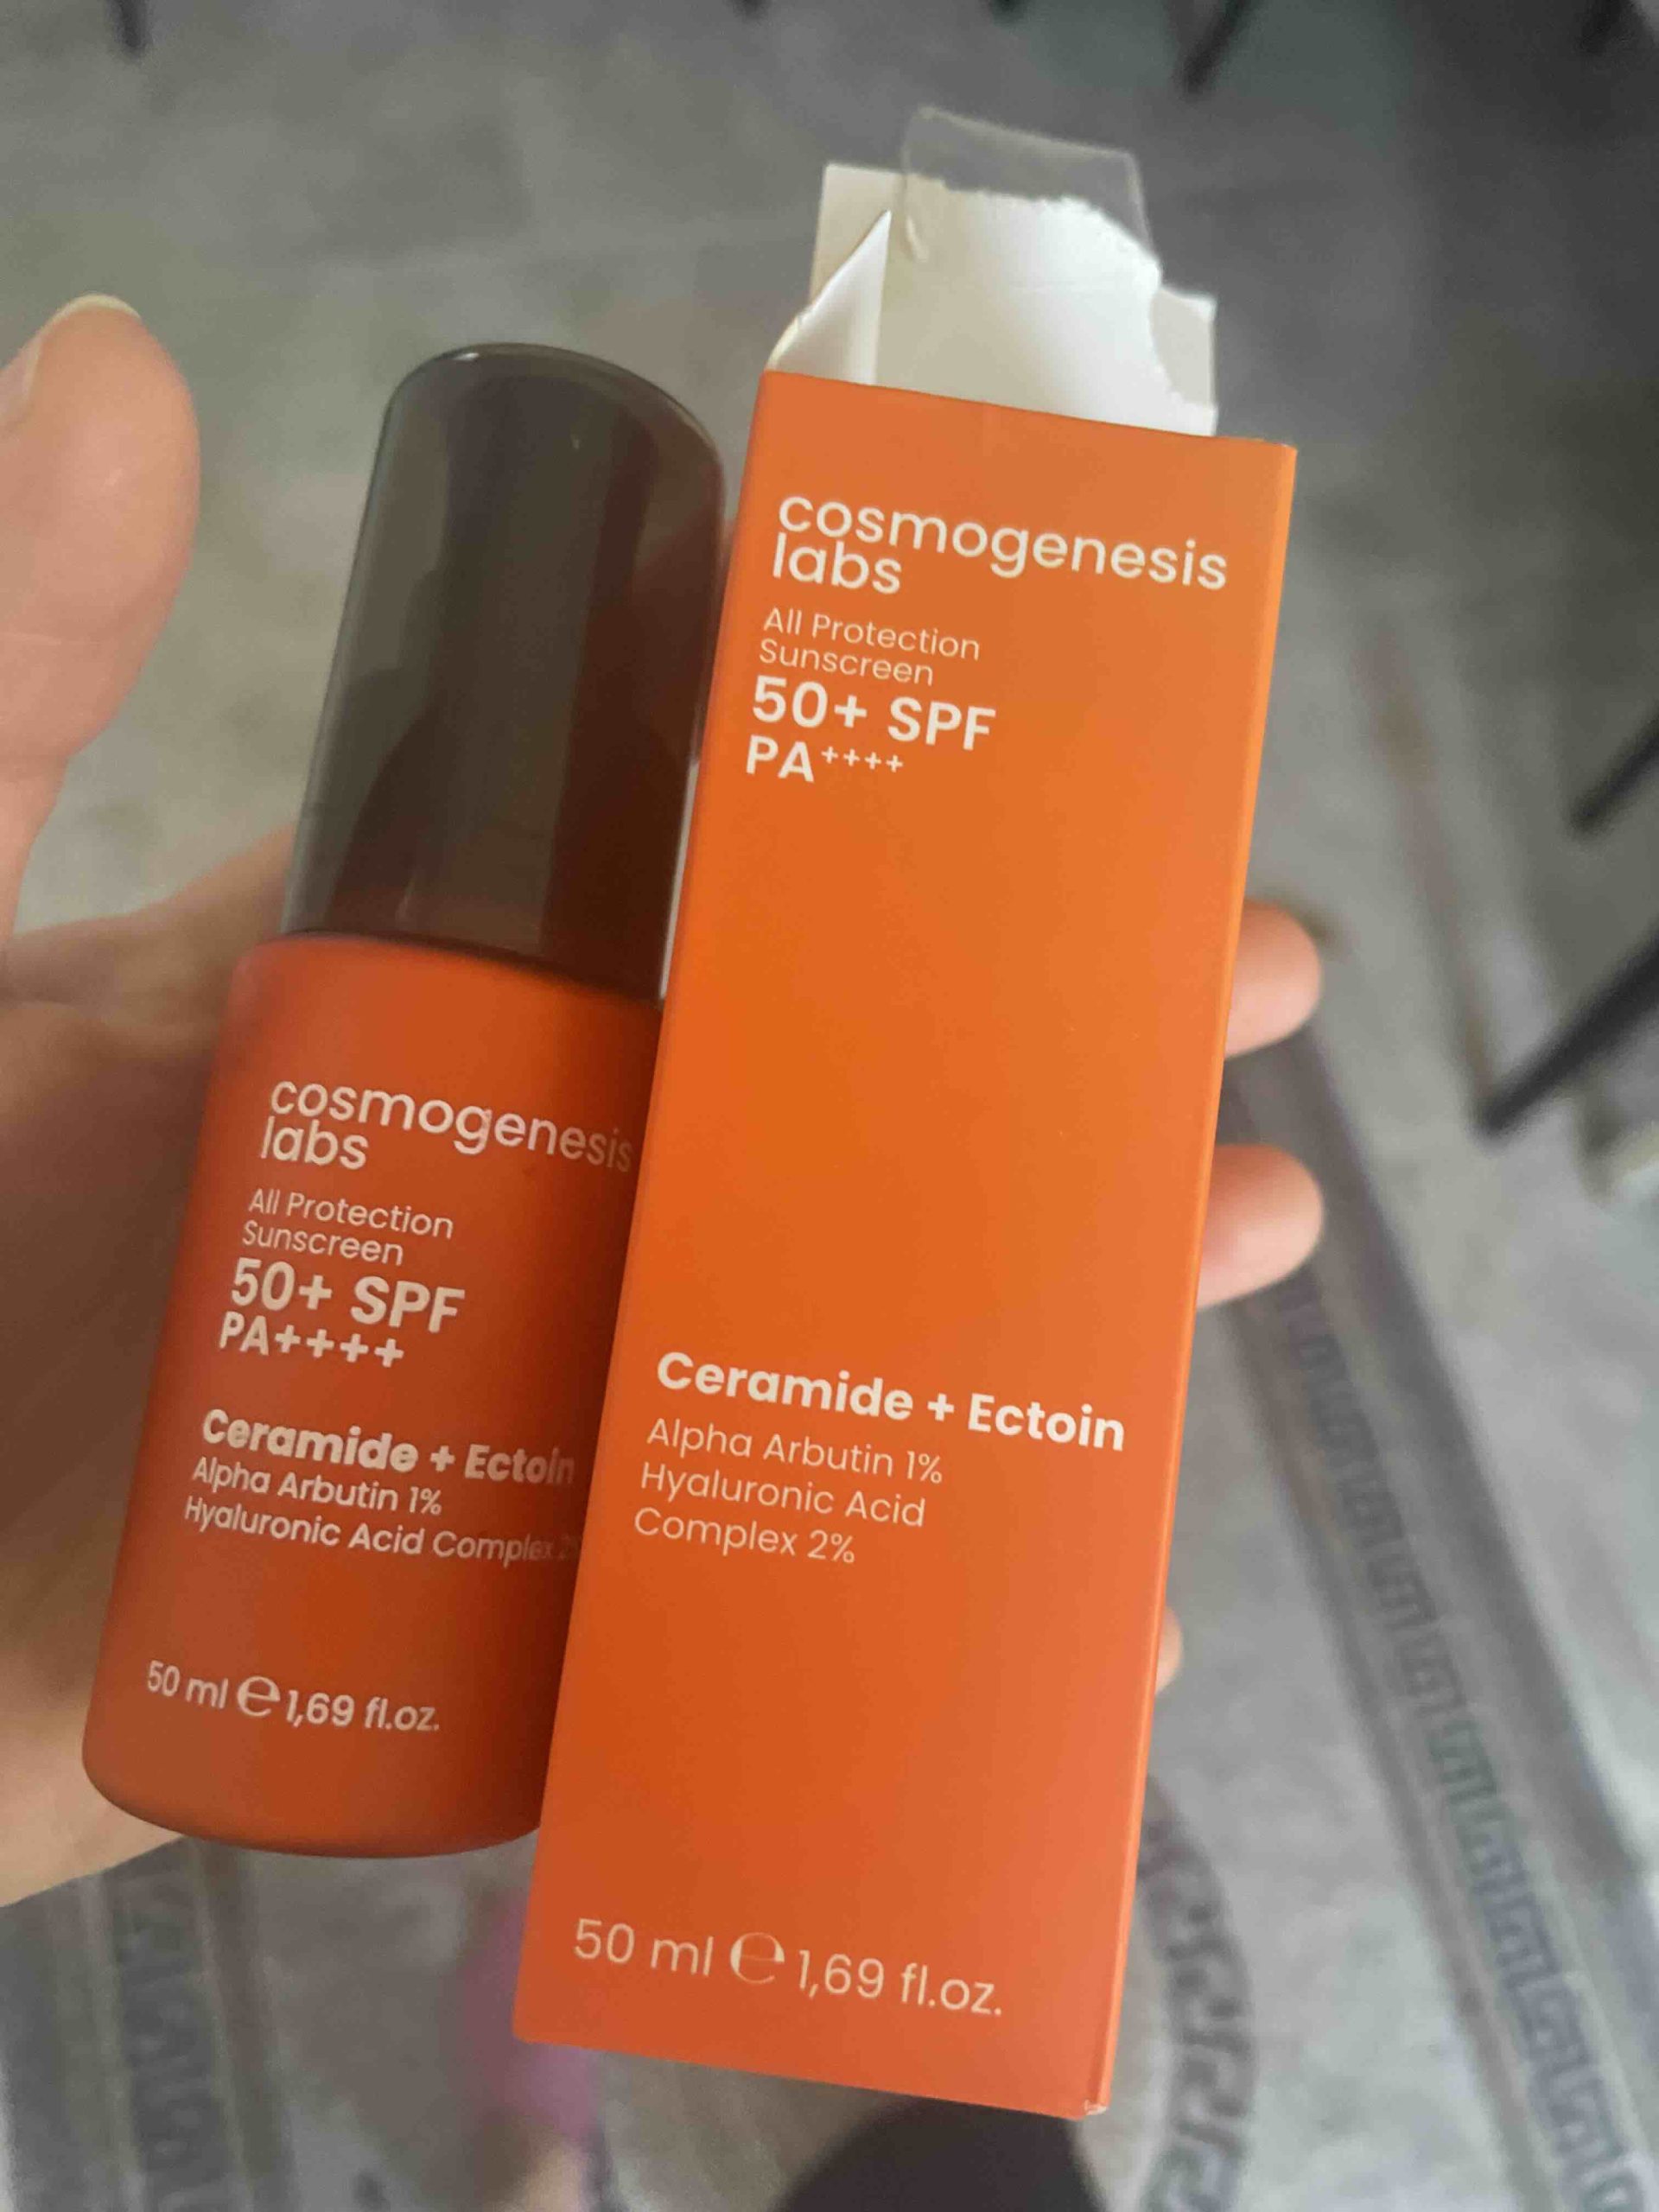 cosmogenesis
labs
All Protection
Sunscreen
50+ SPF
PA++++
Ceramide + Ectoin
Alpha Arbutin 1%
Hyaluronic Acid Complex 2%
50 ml e 1,69 fl.oz.
cosmogenesis
labs
All Protection
Sunscreen
50+ SPF
PA++++
Ceramide + Ectoin
Alpha Arbutin 1%
Hyaluronic Acid
Complex 2%
50 ml e 1,69 fl.oz.